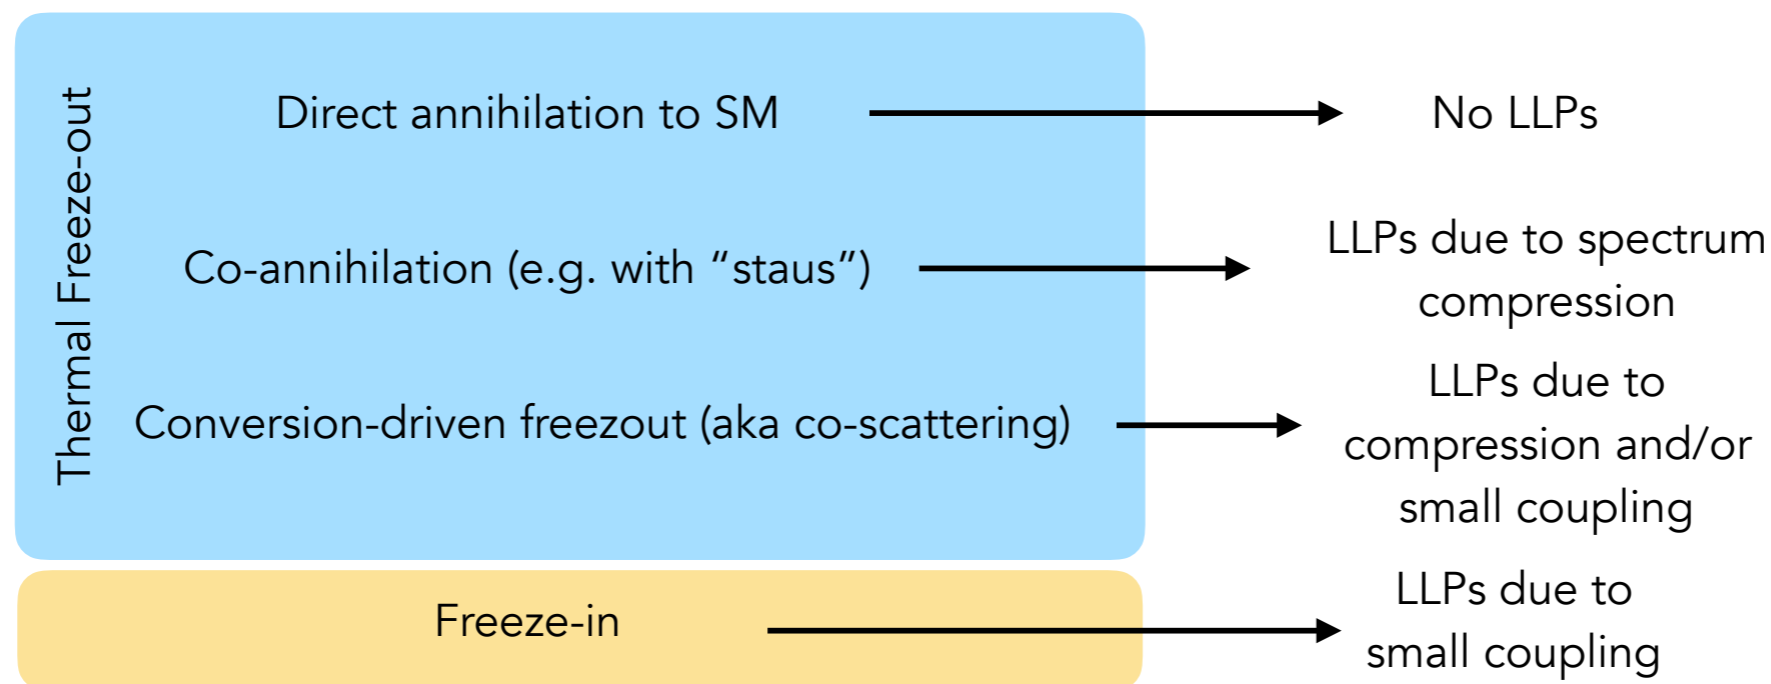 Thermal Freeze-out
Direct annihilation to SM
No LLPs
Co-annihilation (e.g. with “staus”)
LLPs due to spectrum
compression
Conversion-driven freezout (aka co-scattering)
LLPs due to
compression and/or
small coupling
Freeze-in
LLPs due to
small coupling